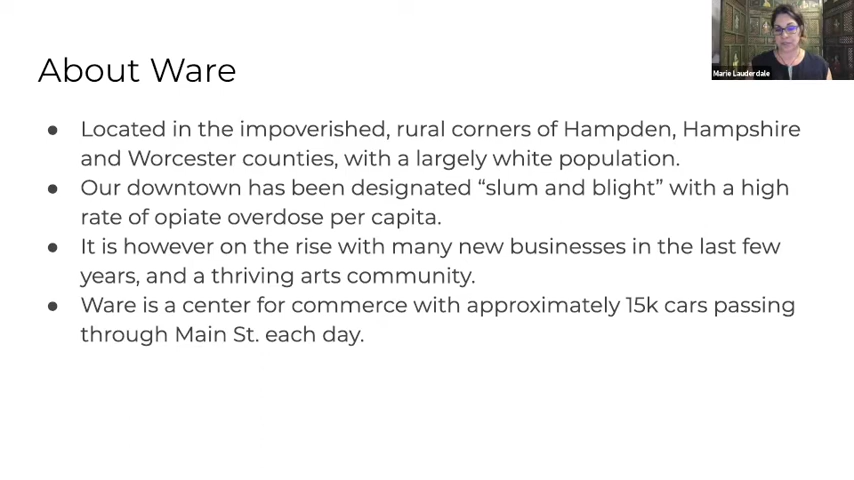 Marie Lauderdale
About Ware
● Located in the impoverished, rural corners of Hampden, Hampshire
and Worcester counties, with a largely white population.
● Our downtown has been designated “slum and blight” with a high
rate of opiate overdose per capita.
● It is however on the rise with many new businesses in the last few
years, and a thriving arts community.
● Ware is a center for commerce with approximately 15k cars passing
through Main St. each day.